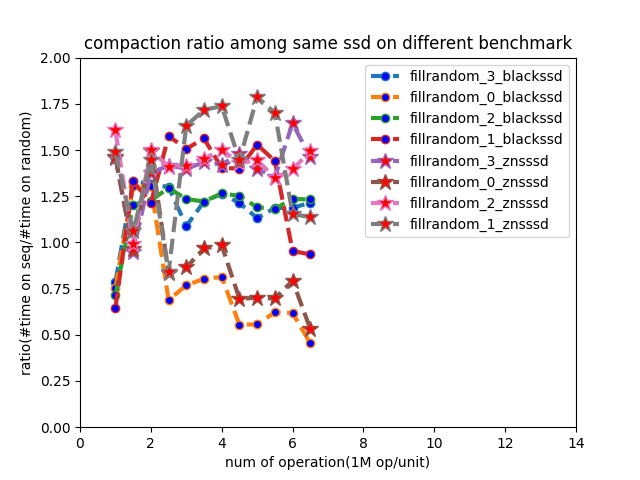 compaction ratio among same ssd on different benchmark
ratio(#time on seq/#time on random)
2.00
1.75
1.50
1.25
1.00
0.75
0.50
0.25
0.00
fillrandom_3_blackssd
fillrandom_0_blackssd
fillrandom_2_blackssd
fillrandom_1_blackssd
fillrandom_3_znsssd
fillrandom_0_znsssd
fillrandom_2_znsssd
fillrandom_1_znsssd
0 2 4 6 8 10 12 14
num of operation(1M op/unit)